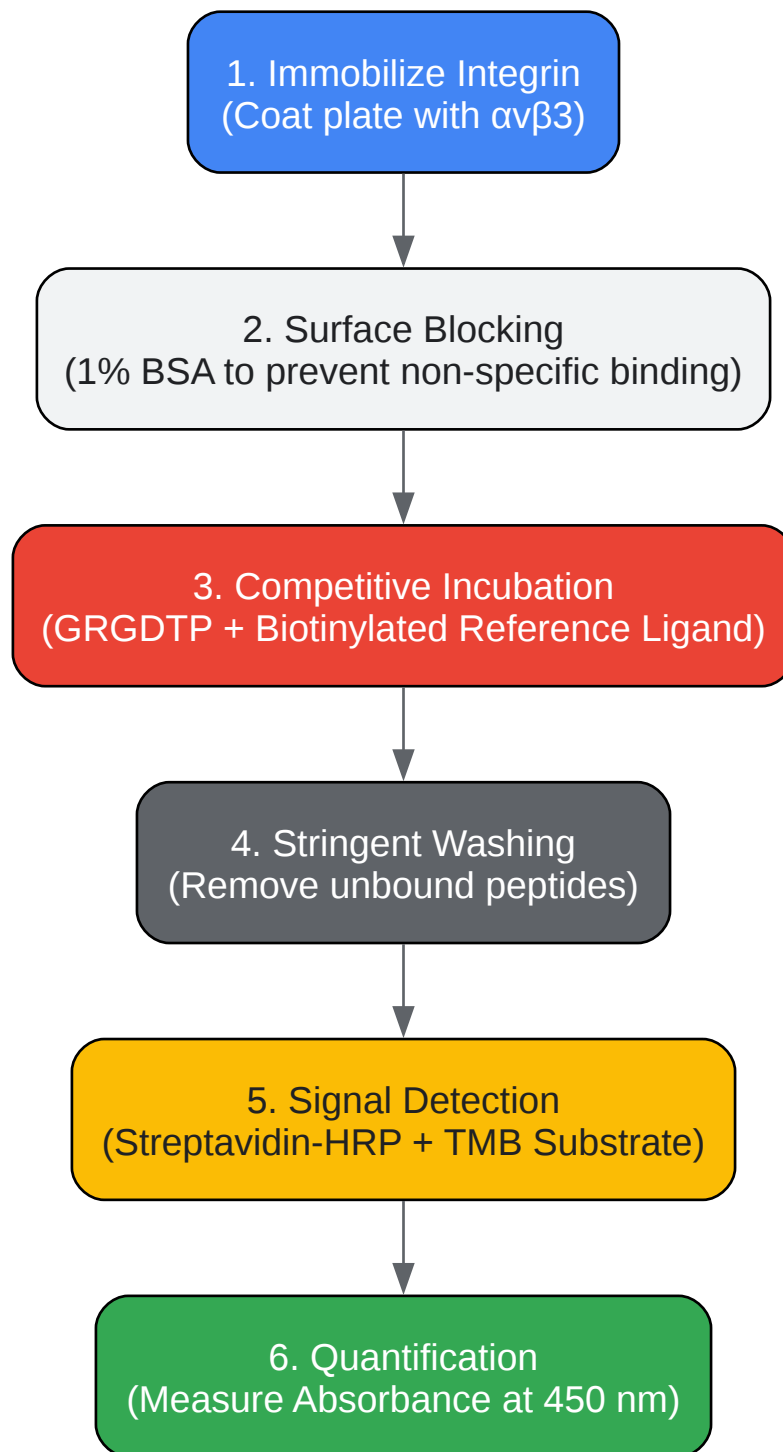 1. Immobilize Integrin
(Coat plate with αvβ3)
2. Surface Blocking
(1% BSA to prevent non-specific binding)
3. Competitive Incubation
(GRGDTP + Biotinylated Reference Ligand)
4. Stringent Washing
(Remove unbound peptides)
5. Signal Detection
(Streptavidin-HRP + TMB Substrate)
6. Quantification
(Measure Absorbance at 450 nm)